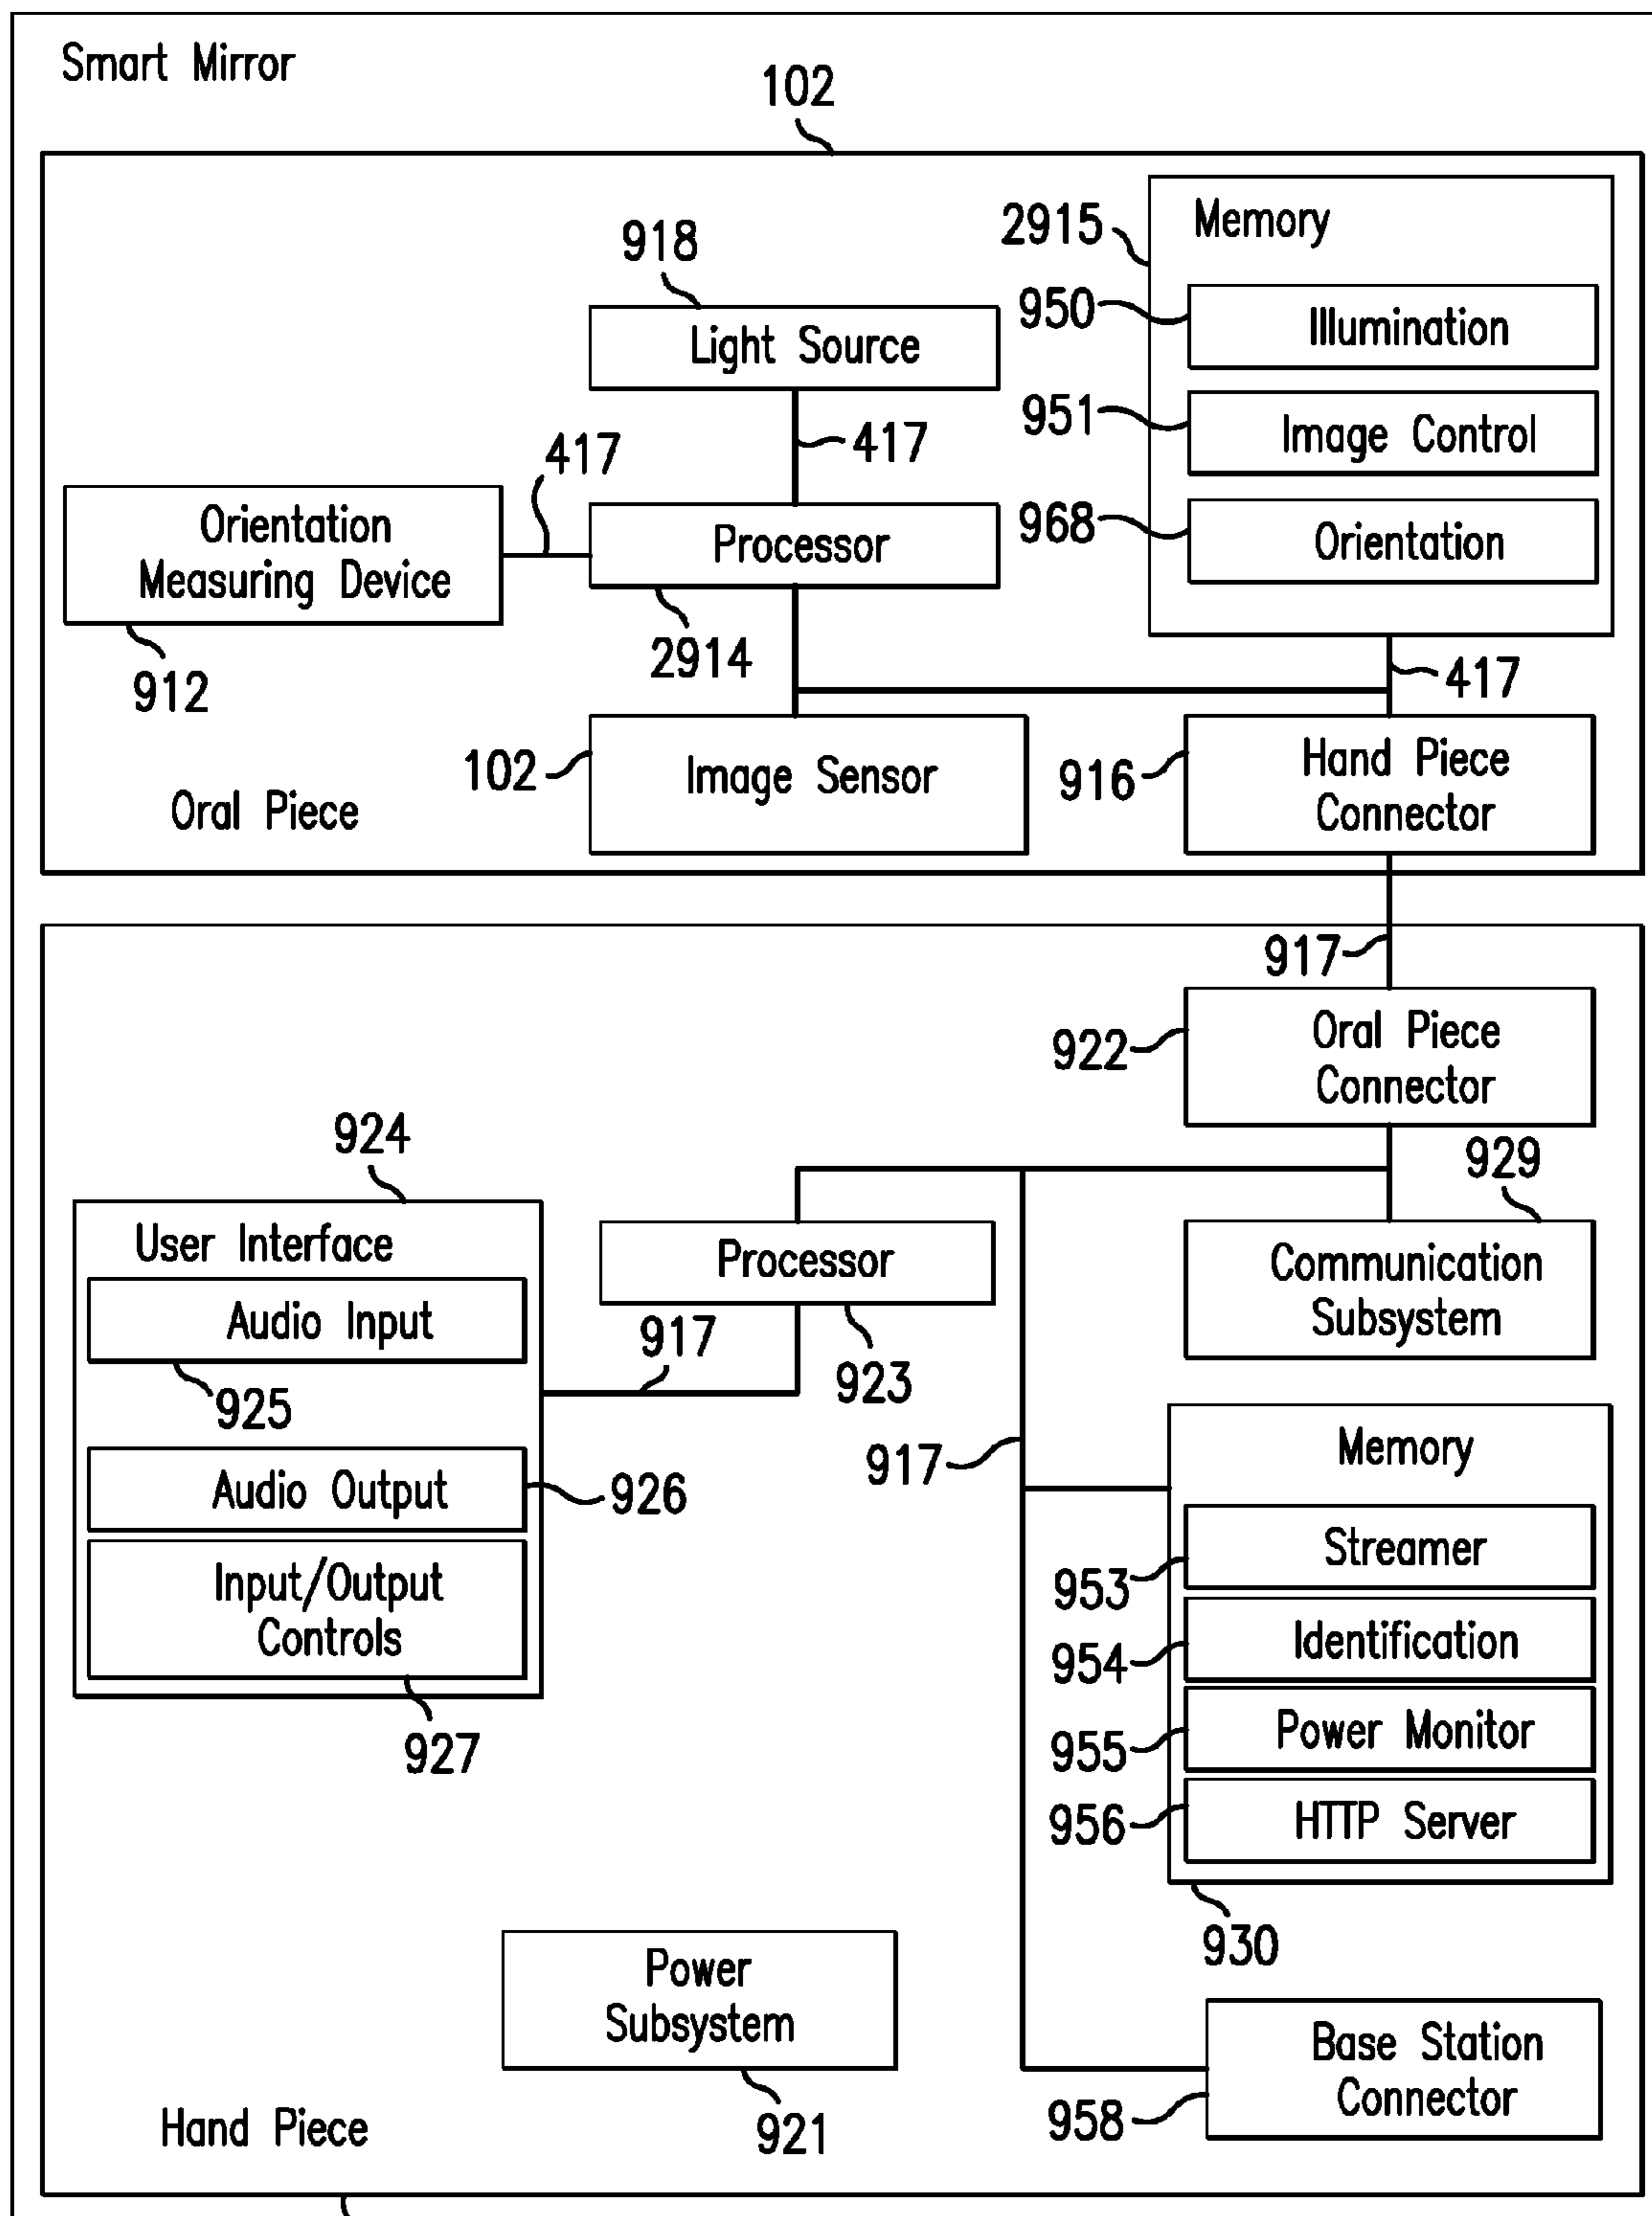 Smart Mirror
102
2915
Memory
918
950
Illumination
Light Source
951
Image Control
417
417
968
Orientation
Orientation
Measuring Device
Processor
2914
912
417
102
Image Sensor
916
Hand Piece
Connector
Oral Piece
917
922
Oral Piece
Connector
924
929
User Interface
Processor
Communication
Subsystem
Audio Input
917
923
925
917
Memory
Audio Output
926
Streamer
953
Input/Output
Controls
Identification
954
927
Power Monitor
955
HTTP Server
956
930
Power
Subsystem
921
Base Station
Connector
958
Hand Piece